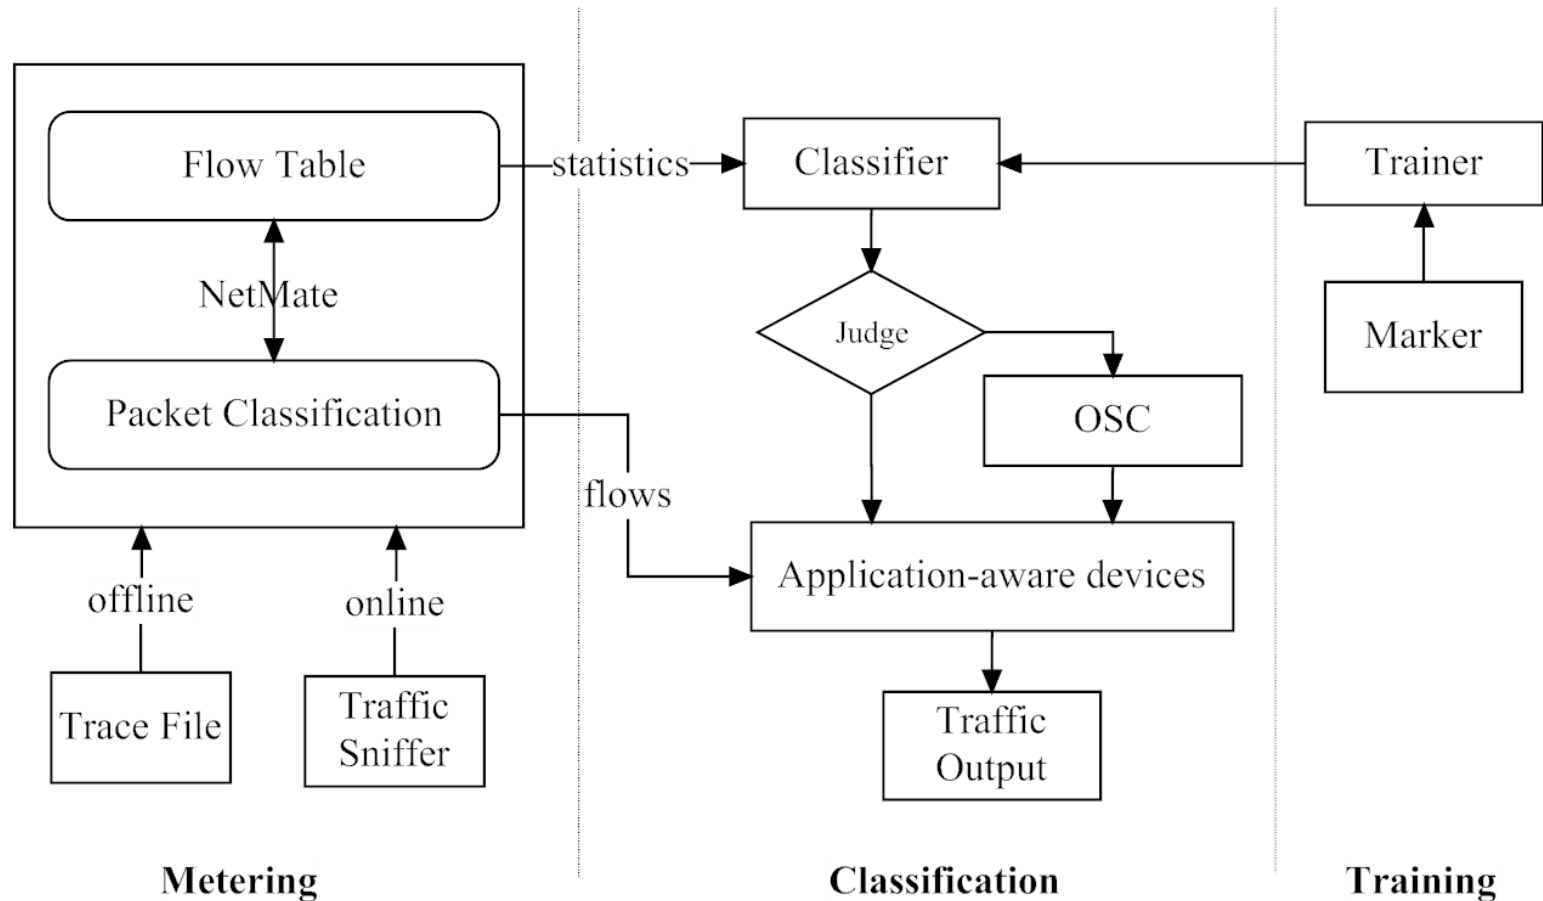 Flow Table
statistics
Classifier
Trainer
NetMate
Judge
Marker
Packet Classification
OSC
flows
Application-aware devices
offline
online
Trace File
Traffic
Sniffer
Traffic
Output
Metering
Classification
Training